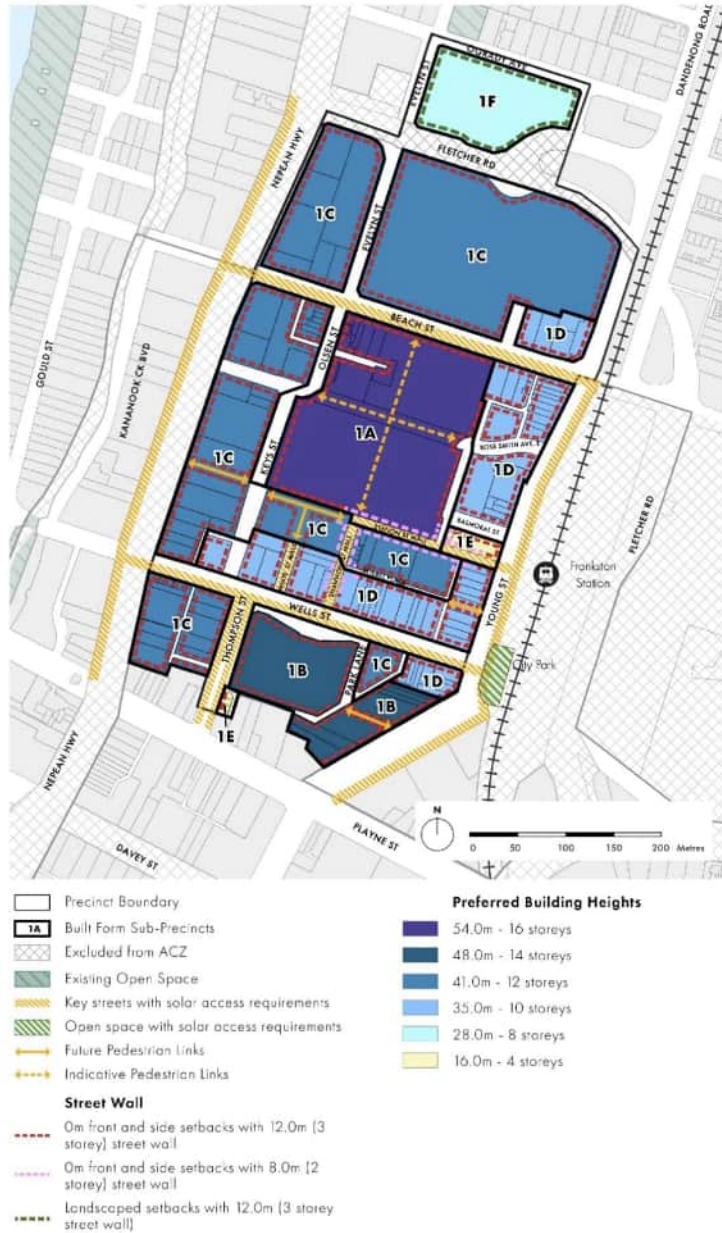 DANDENONG ROAD
EVELYN ST
1F
FLETCHER RD
NEPEAN HWY
1C
EVELYN ST
1C
BEACH ST
1D
GOULD ST
KANANOOK CK BVD
OLSEN ST
1A
KEYS ST
ROSS SMITH AVE E
1D
BALMORAL ST
1C
1E
1C
1C
FLETCHER RD
Frankston
Station
1D
YOUNG ST
WELLS ST
1C
THOMPSON ST
1B
PARK LANE
1C
1D
City Park
1B
1E
NEPEAN HWY
PLAYNE ST
DAVEY ST
N
0 50 100 150 200 Metres
Precinct Boundary
1A Built Form Sub-Precincts
Excluded from ACZ
Existing Open Space
Key streets with solar access requirements
Open space with solar access requirements
Future Pedestrian Links
Indicative Pedestrian Links
Street Wall
0m front and side setbacks with 12.0m (3
storey) street wall
0m front and side setbacks with 8.0m (2
storey) street wall
Landscaped setbacks with 12.0m (3 storey
street wall)
Preferred Building Heights
54.0m - 16 storeys
48.0m - 14 storeys
41.0m - 12 storeys
35.0m - 10 storeys
28.0m - 8 storeys
16.0m - 4 storeys